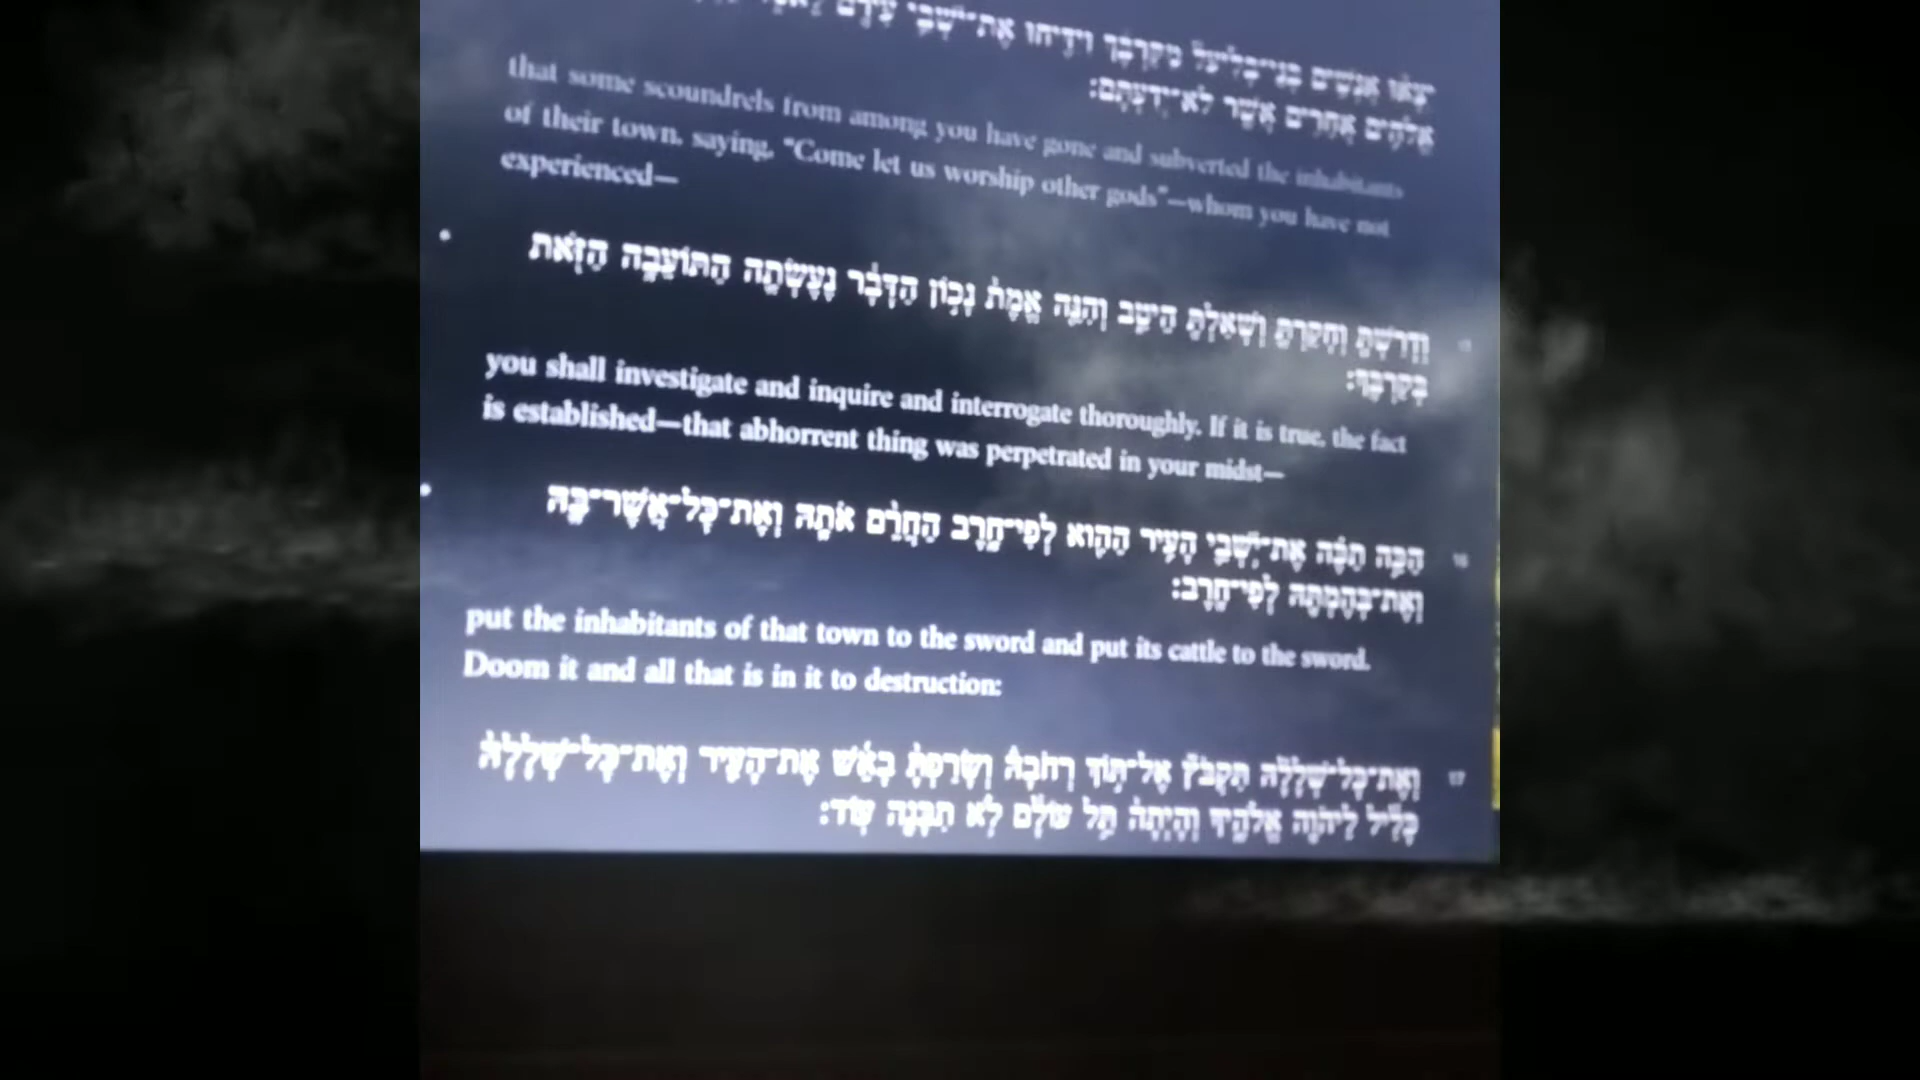 יָצְאוּ אֲנָשִׁים בְּנֵי־בְלִיַּעַל מִקִּרְבֶּךָ וַיַּדִּיחוּ אֶת־יֹשְׁבֵי עִירָם
אֱלֹהִים אֲחֵרִים אֲשֶׁר לֹא־יְדַעְתֶּם׃
that some scoundrels from among you have gone and subverted the inhabitants
of their town, saying, “Come let us worship other gods”—whom you have not
experienced—
וְדָרַשְׁתָּ וְחָקַרְתָּ וְשָׁאַלְתָּ הֵיטֵב וְהִנֵּה אֱמֶת נָכוֹן הַדָּבָר נֶעֶשְׂתָה הַתּוֹעֵבָה הַזֹּאת
בְּקִרְבֶּךָ׃
you shall investigate and inquire and interrogate thoroughly. If it is true, the fact
is established—that abhorrent thing was perpetrated in your midst—
16 הַכֵּה תַכֶּה אֶת־יֹשְׁבֵי הָעִיר הַהִוא לְפִי־חָרֶב הַחֲרֵם אֹתָהּ וְאֶת־כׇּל־אֲשֶׁר־בָּהּ
וְאֶת־בְּהֶמְתָּהּ לְפִי־חָרֶב׃
put the inhabitants of that town to the sword and put its cattle to the sword.
Doom it and all that is in it to destruction:
17 וְאֶת־כׇּל־שְׁלָלָהּ תִּקְבֹּץ אֶל־תּוֹךְ רְחֹבָהּ וְשָׂרַפְתָּ בָאֵשׁ אֶת־הָעִיר וְאֶת־כׇּל־שְׁלָלָהּ
כָּלִיל לַיהֹוָה אֱלֹהֶיךָ וְהָיְתָה תֵּל עוֹלָם לֹא תִבָּנֶה עוֹד׃